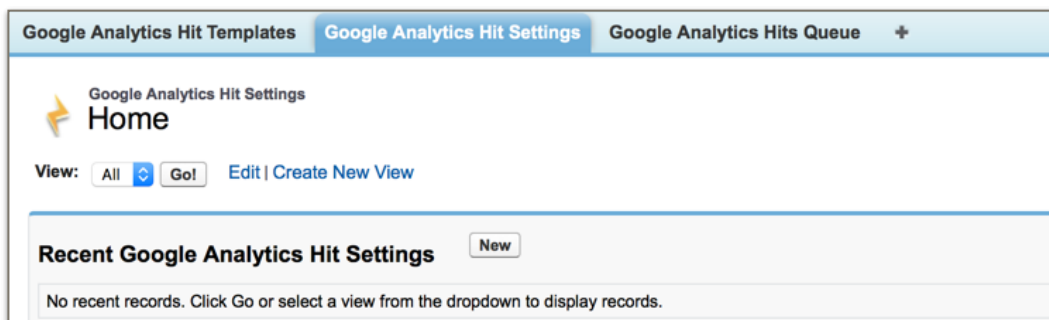 Google Analytics Hit Templates Google Analytics Hit Settings Google Analytics Hits Queue +
Google Analytics Hit Settings
Home
View: All Go! Edit | Create New View
Recent Google Analytics Hit Settings New
No recent records. Click Go or select a view from the dropdown to display records.